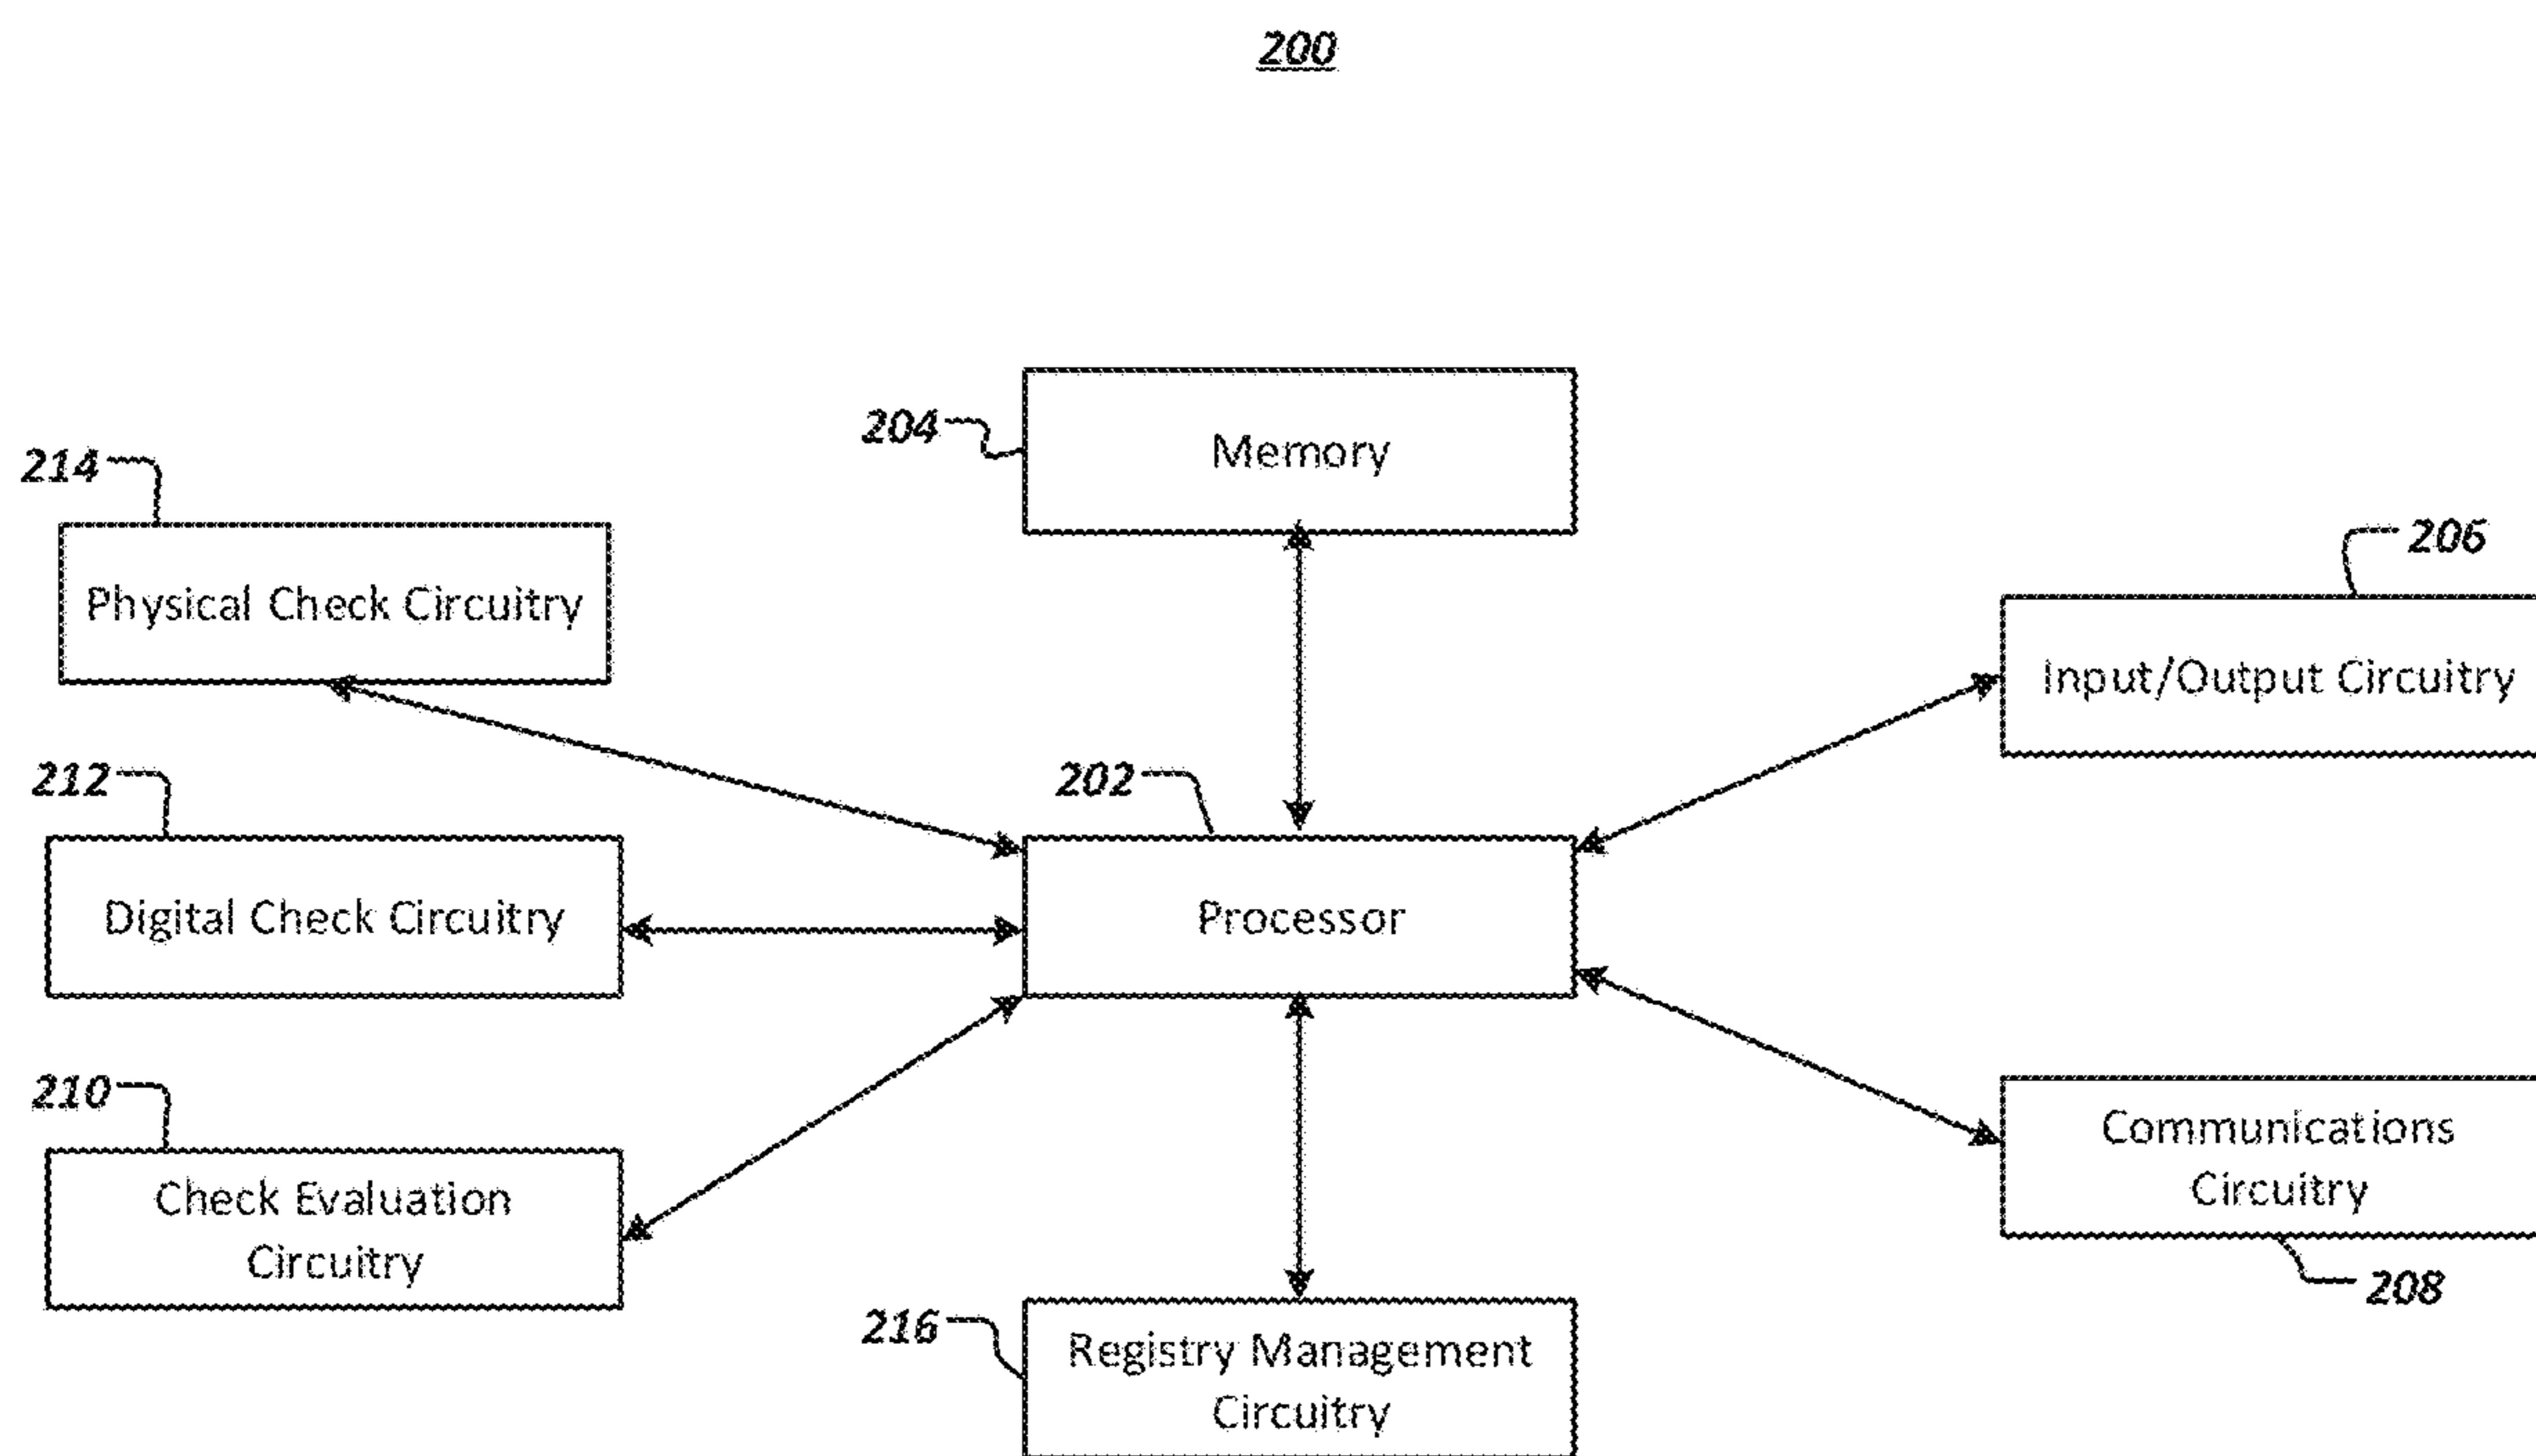 200
204
Memory
214
Physical Check Circuitry
206
Input/Output Circuitry
212
Digital Check Circuitry
202
Processor
210
Check Evaluation
Circuitry
Communications
Circuitry
208
216
Registry Management
Circuitry